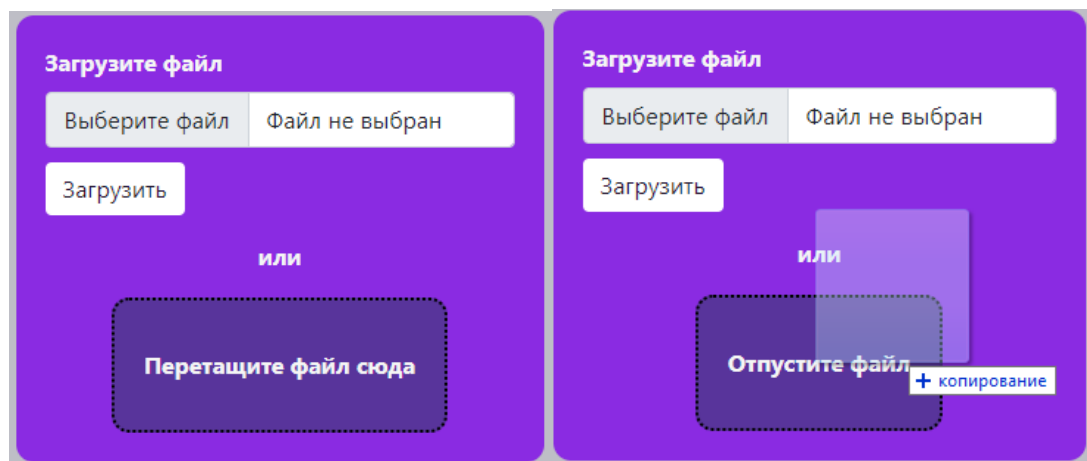 Загрузите файл
Выберите файл Файл не выбран
Загрузить
или
Перетащите файл сюда
Загрузите файл
Выберите файл Файл не выбран
Загрузить
или
Отпустите файл
+ копирование